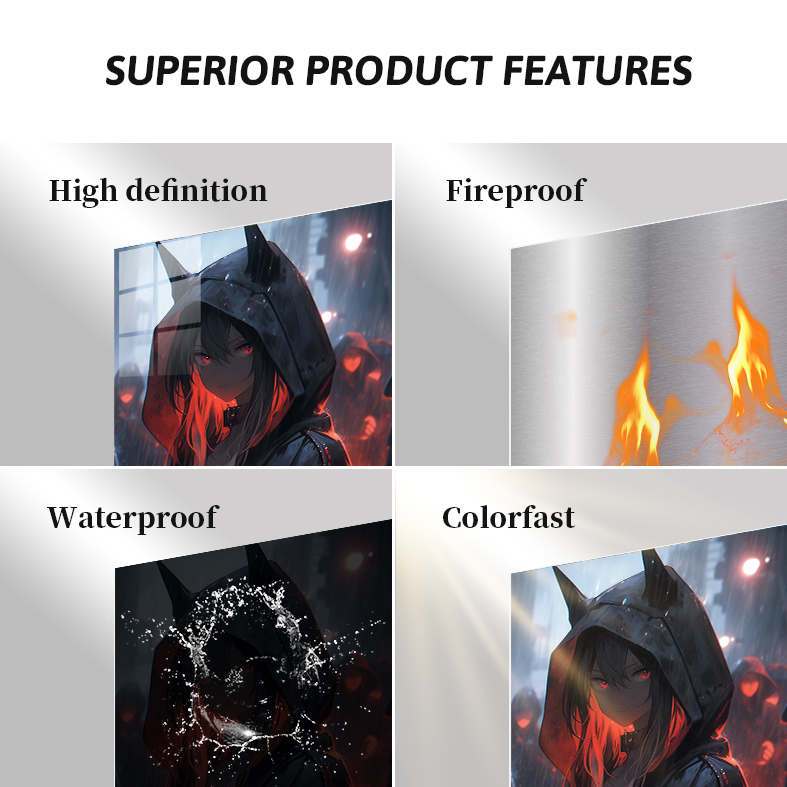 SUPERIOR PRODUCT FEATURES
High definition
Fireproof
Waterproof
Colorfast